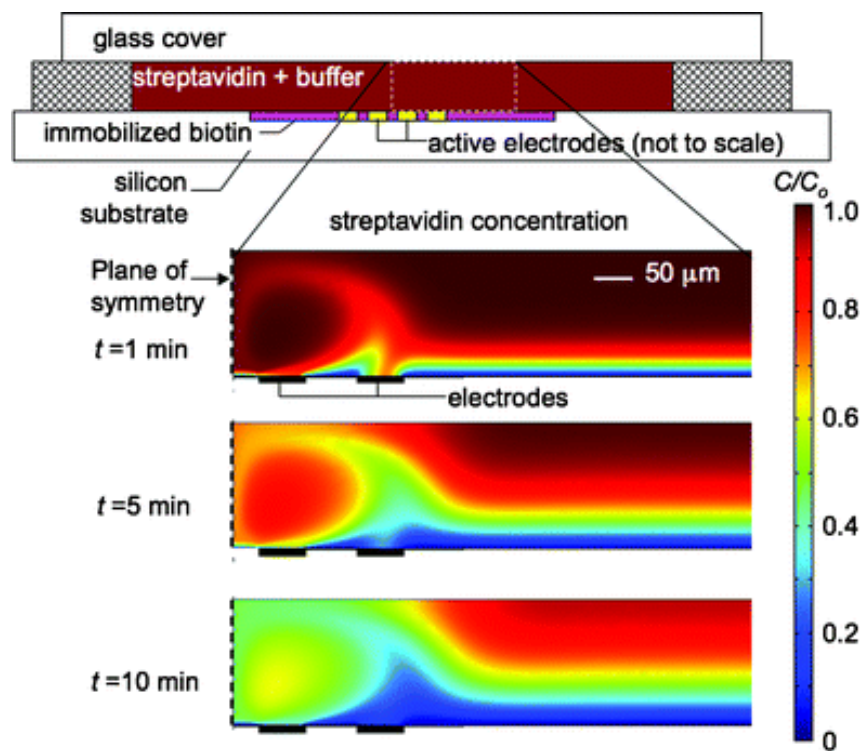 glass cover
streptavidin + buffer
immobilized biotin
active electrodes (not to scale)
silicon
substrate
C/Co
streptavidin concentration
1.0
Plane of
symmetry
50 μm
0.8
t =1 min
electrodes
0.6
t =5 min
0.4
0.2
t =10 min
0